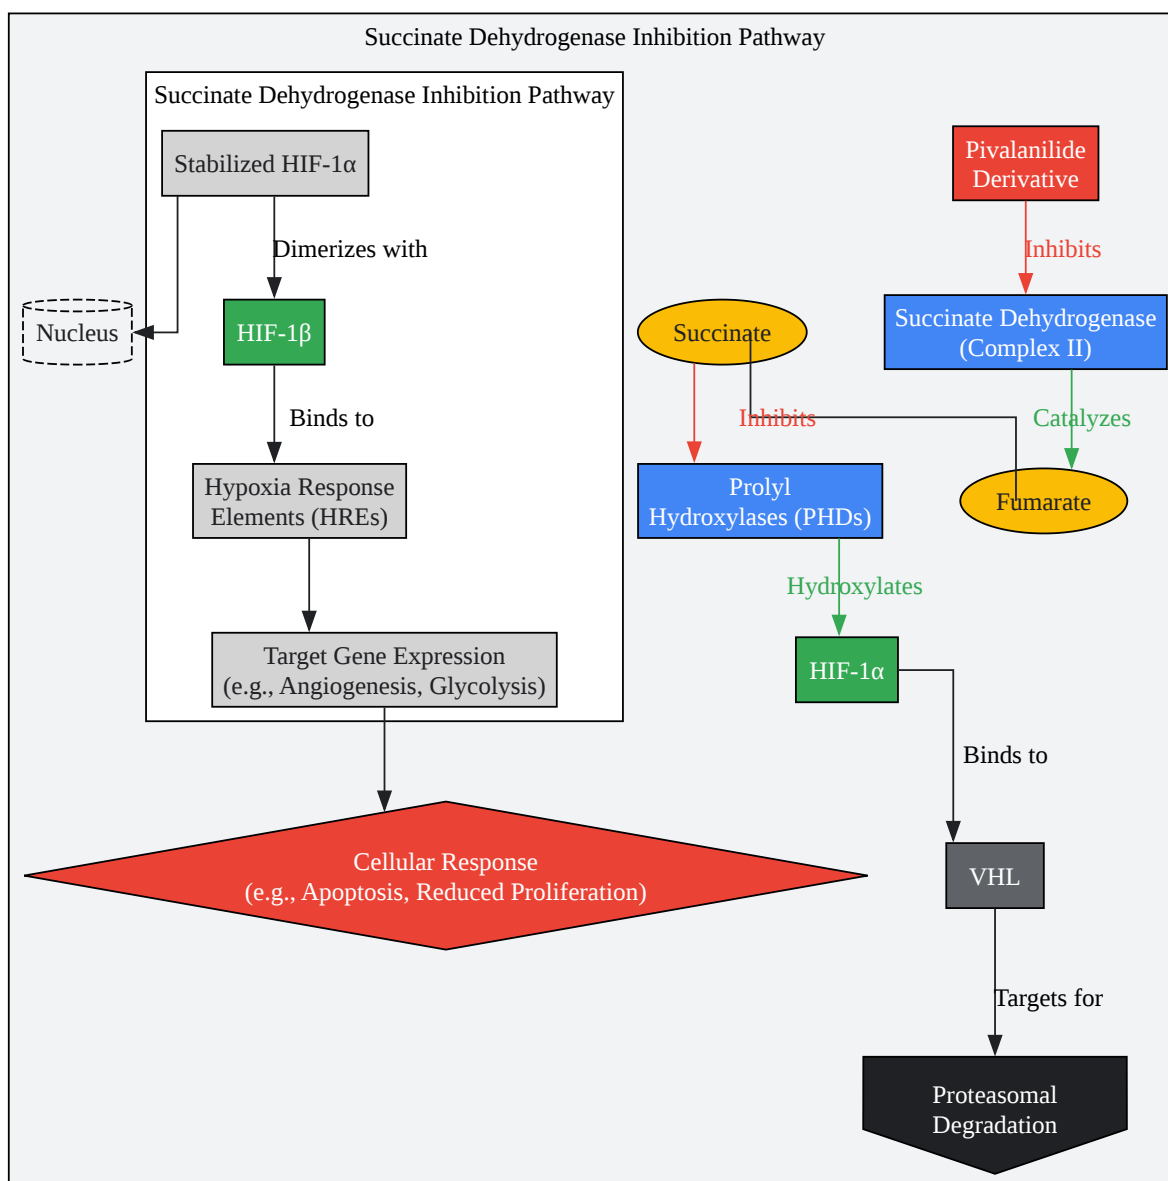 Succinate Dehydrogenase Inhibition Pathway
Succinate Dehydrogenase Inhibition Pathway
Stabilized HIF-1α
Pivalanilide
Derivative
Dimerizes with
Inhibits
Nucleus
HIF-1β
Succinate
Succinate Dehydrogenase
(Complex II)
Binds to
Inhibits
Catalyzes
Hypoxia Response
Elements (HREs)
Prolyl
Hydroxylases (PHDs)
Fumarate
Hydroxylates
Target Gene Expression
(e.g., Angiogenesis, Glycolysis)
HIF-1α
Binds to
Cellular Response
(e.g., Apoptosis, Reduced Proliferation)
VHL
Targets for
Proteasomal
Degradation